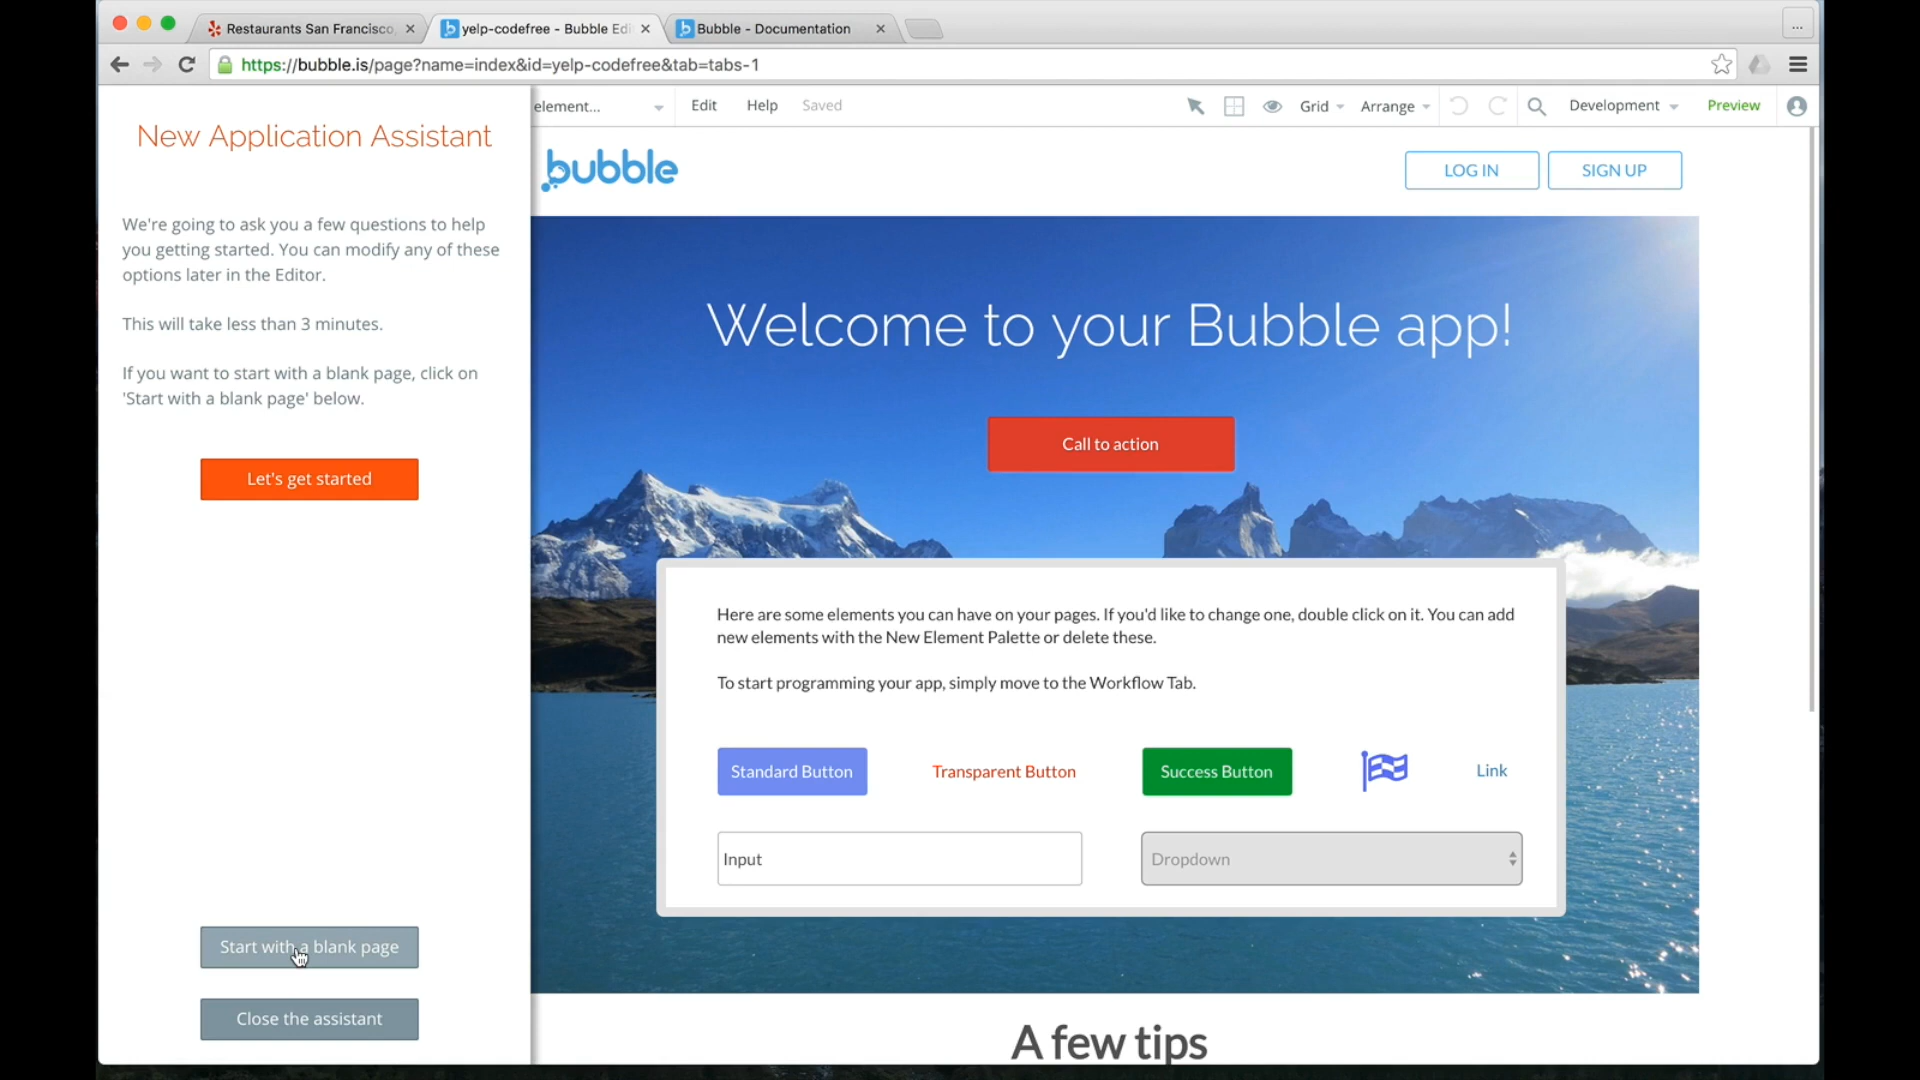 Restaurants San Francisco,
yelp-codefree - Bubble Edi
Bubble - Documentation
https://bubble.is/page?name=index&id=yelp-codefree&tab=tabs-1
element...
Edit
Help
Saved
Grid
Arrange
Development
Preview
New Application Assistant
We're going to ask you a few questions to help
you getting started. You can modify any of these
options later in the Editor.
This will take less than 3 minutes.
If you want to start with a blank page, click on
'Start with a blank page' below.
Let's get started
Start with a blank page
Close the assistant
bubble
LOG IN
SIGN UP
Welcome to your Bubble app!
Call to action
Here are some elements you can have on your pages. If you'd like to change one, double click on it. You can add
new elements with the New Element Palette or delete these.
To start programming your app, simply move to the Workflow Tab.
Standard Button
Transparent Button
Success Button
Link
Input
Dropdown
A few tips